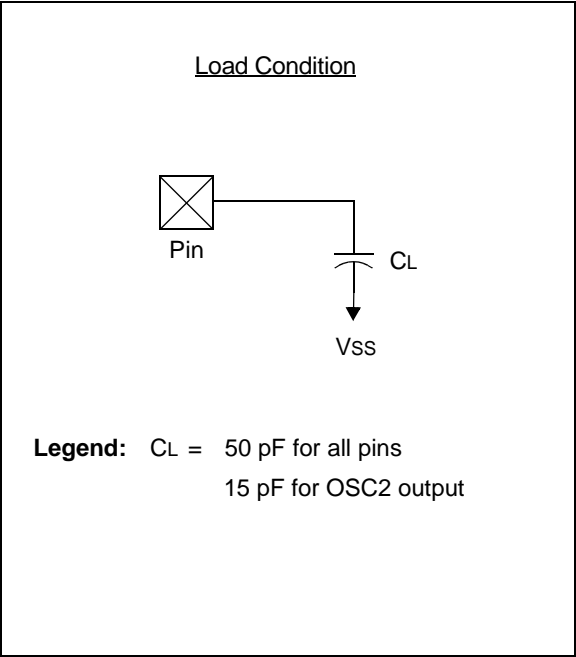 Load Condition
Pin
CL
VSS
Legend: CL = 50 pF for all pins
15 pF for OSC2 output